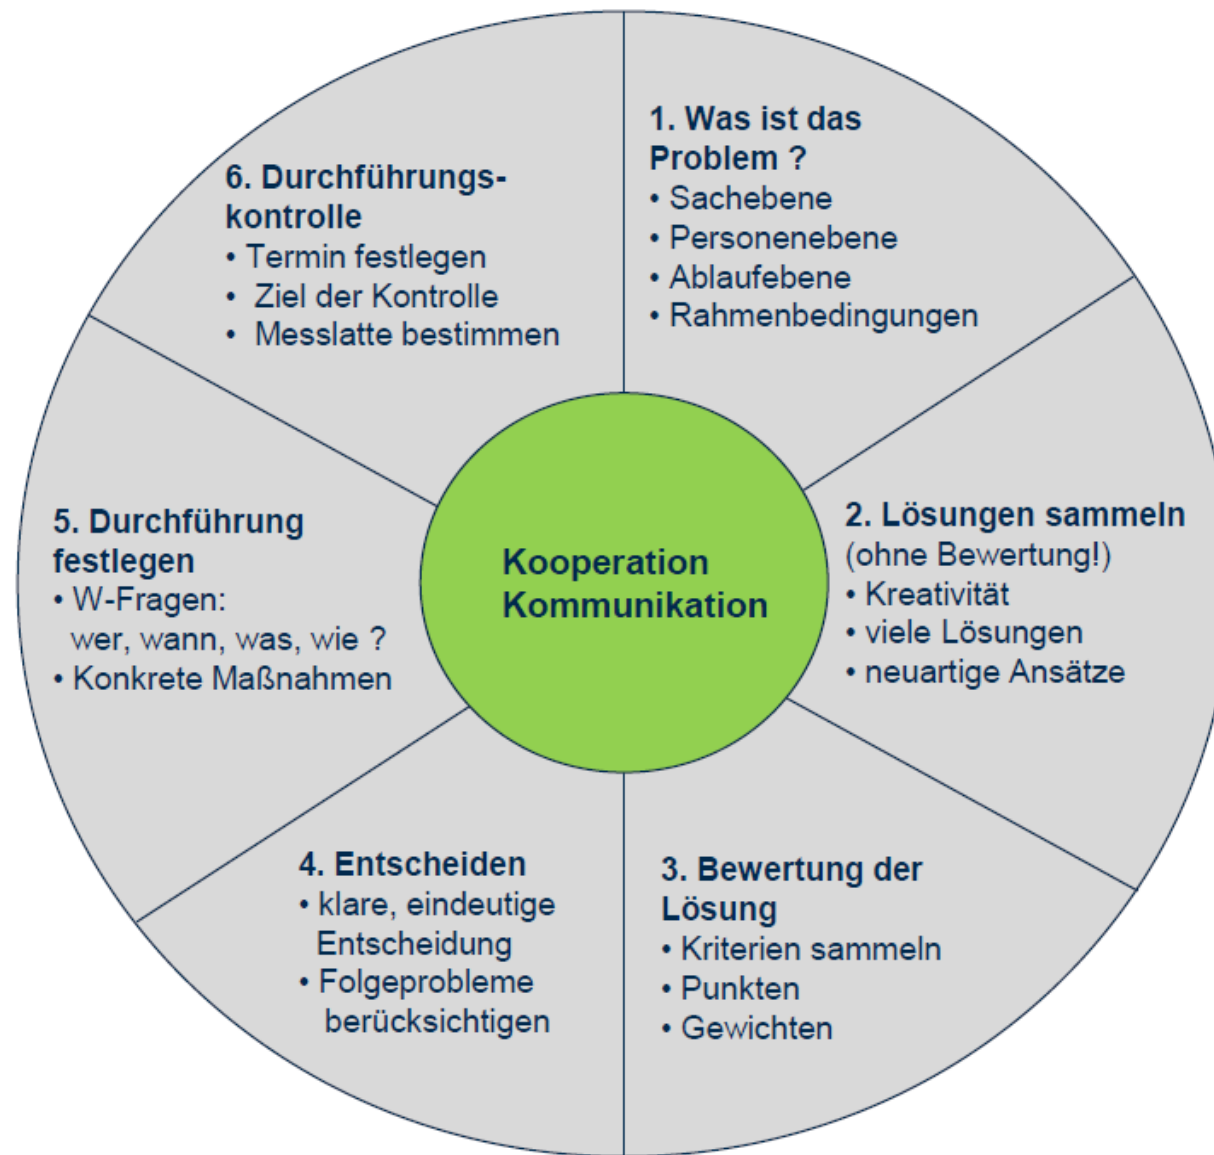 1. Was ist das
Problem ?
• Sachebene
• Personenebene
• Ablaufebene
• Rahmenbedingungen
2. Lösungen sammeln
(ohne Bewertung!)
• Kreativität
• viele Lösungen
• neuartige Ansätze
3. Bewertung der
Lösung
• Kriterien sammeln
• Punkten
• Gewichten
4. Entscheiden
• klare, eindeutige
Entscheidung
• Folgeprobleme
berücksichtigen
5. Durchführung
festlegen
• W-Fragen:
wer, wann, was, wie ?
• Konkrete Maßnahmen
6. Durchführungs-
kontrolle
• Termin festlegen
• Ziel der Kontrolle
• Messlatte bestimmen
Kooperation
Kommunikation